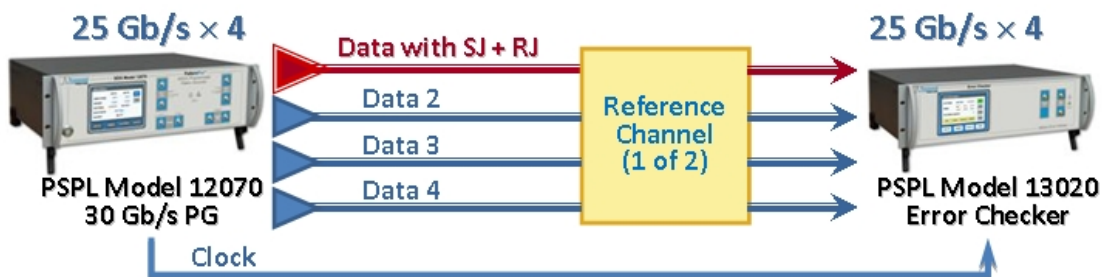 25 Gb/s × 4
25 Gb/s × 4
Data with SJ + RJ
Data 2
Data 3
Data 4
Reference
Channel
(1 of 2)
PSPL Model 12070
30 Gb/s PG
PSPL Model 13020
Error Checker
Clock